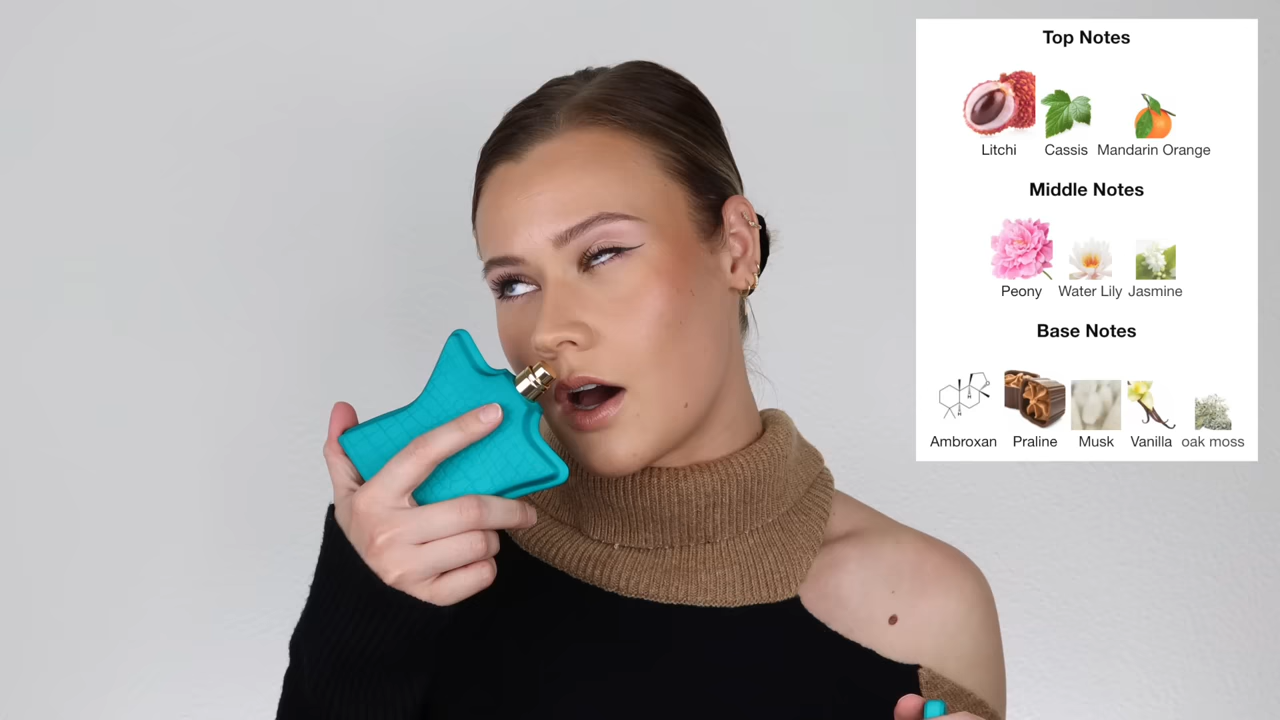 Top Notes
Litchi Cassis Mandarin Orange
Middle Notes
Peony Water Lily Jasmine
Base Notes
Ambroxan Praline Musk Vanilla oak moss